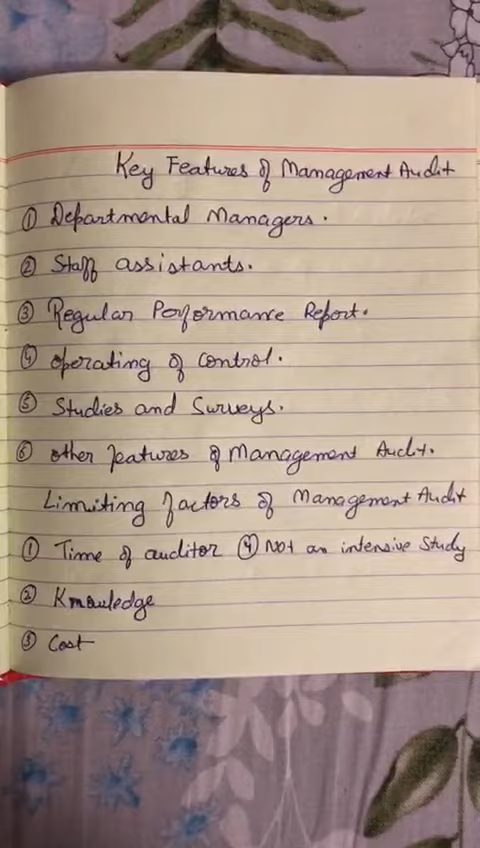 Key Features of Management Audit
① Departmental Managers.
② Staff assistants.
③ Regular Performance Report.
④ operating of control.
⑤ Studies and Surveys.
⑥ other features of Management Audit.
Limiting factors of Management Audit
① Time of auditor ④ Not an intensive Study
② Knowledge
③ Cost